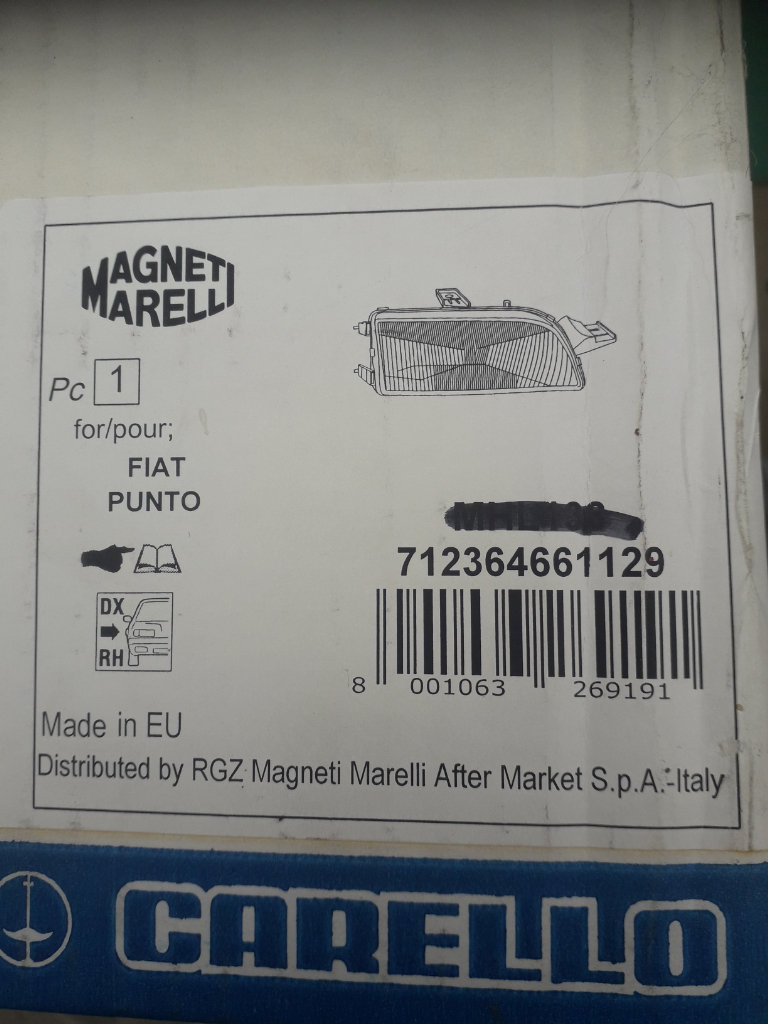 MAGNETI
MARELLI
Pc 1
for/pour;
FIAT
PUNTO
712364661129
DX
RH
8 001063 269191
Made in EU
Distributed by RGZ Magneti Marelli After Market S.p.A.-Italy
CARELLO